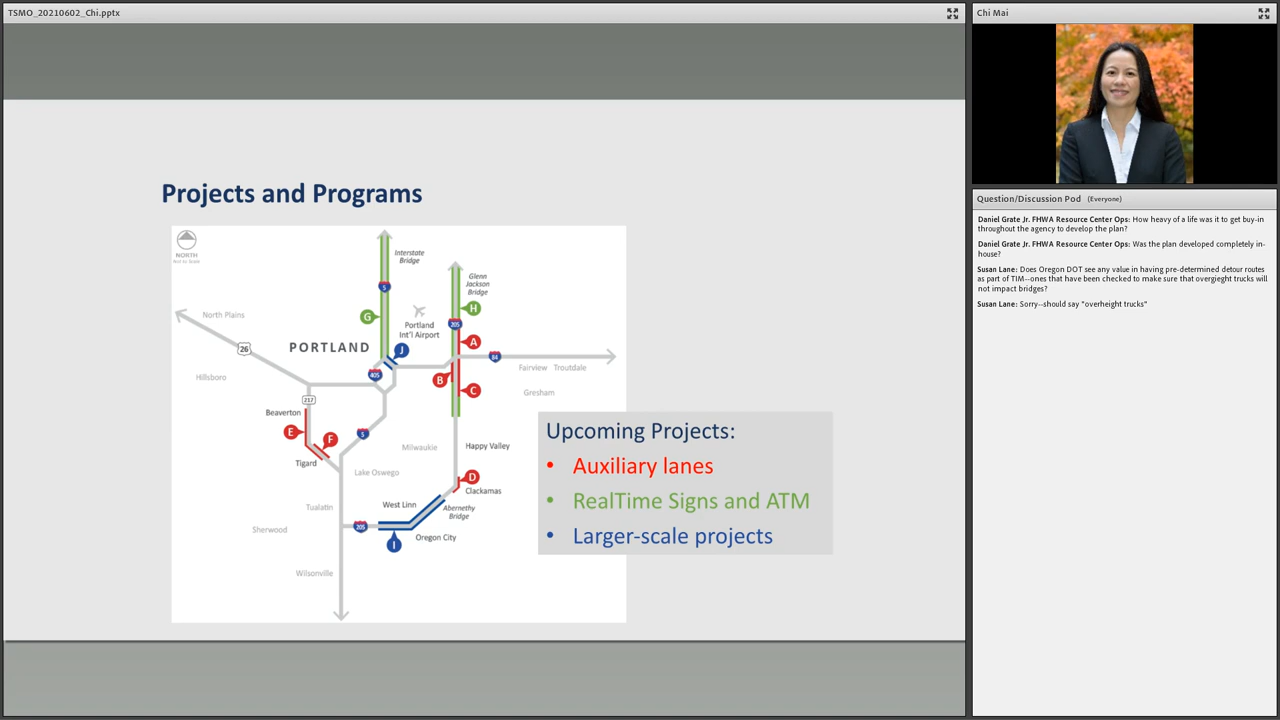 TSMO_20210602_Chi.pptx
Projects and Programs
NORTH
Not to Scale
Interstate
Bridge
Glenn
Jackson
Bridge
5
H
G
North Plains
Portland
Int'l Airport
205
A
26
PORTLAND
J
84
Fairview Troutdale
Hillsboro
405
B
C
Gresham
217
Beaverton
E
F
5
Milwaukie
Happy Valley
Tigard
Lake Oswego
D
Clackamas
Tualatin
West Linn
Abernethy
Bridge
Sherwood
205
Oregon City
I
Wilsonville
Upcoming Projects:
• Auxiliary lanes
• RealTime Signs and ATM
• Larger-scale projects
Chi Mai
Question/Discussion Pod (Everyone)
Daniel Grate Jr. FHWA Resource Center Ops: How heavy of a life was it to get buy-in
throughout the agency to develop the plan?
Daniel Grate Jr. FHWA Resource Center Ops: Was the plan developed completely in-
house?
Susan Lane: Does Oregon DOT see any value in having pre-determined detour routes
as part of TIM--ones that have been checked to make sure that overgieght trucks will
not impact bridges?
Susan Lane: Sorry--should say "overheight trucks"